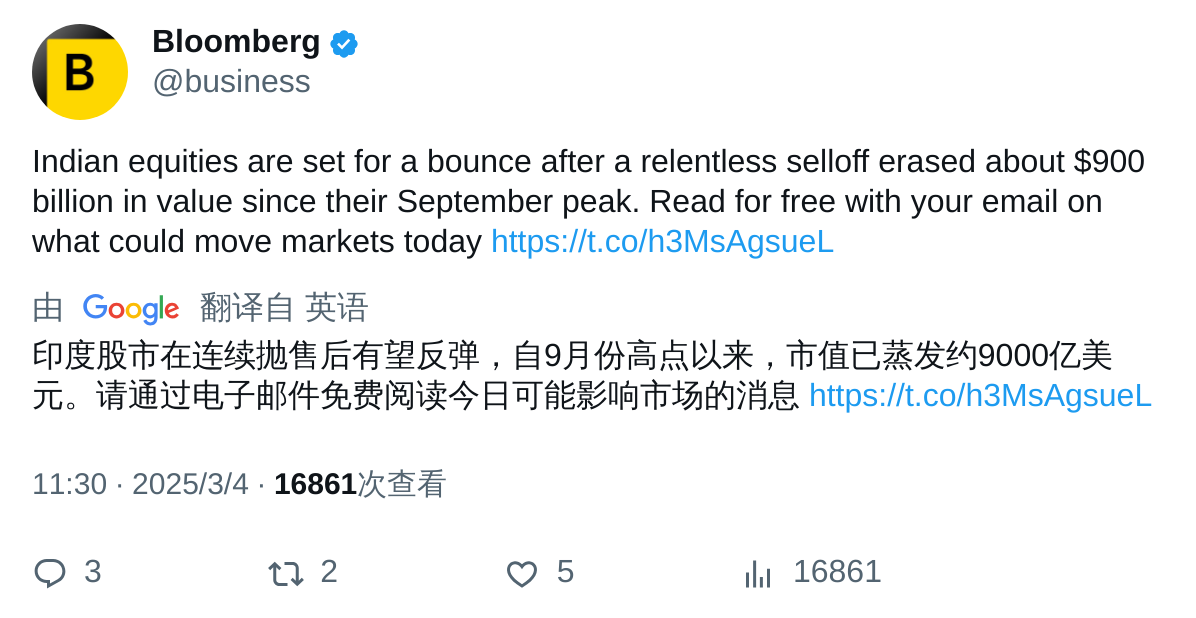 B
Bloomberg
@business
Indian equities are set for a bounce after a relentless selloff erased about $900
billion in value since their September peak. Read for free with your email on
what could move markets today https://t.co/h3MsAgsueL
由 Google 翻译自 英语
印度股市在连续抛售后有望反弹，自9月份高点以来，市值已蒸发约9000亿美
元。请通过电子邮件免费阅读今日可能影响市场的消息 https://t.co/h3MsAgsueL
11:30 · 2025/3/4 · 16861次查看
3 2 5 16861